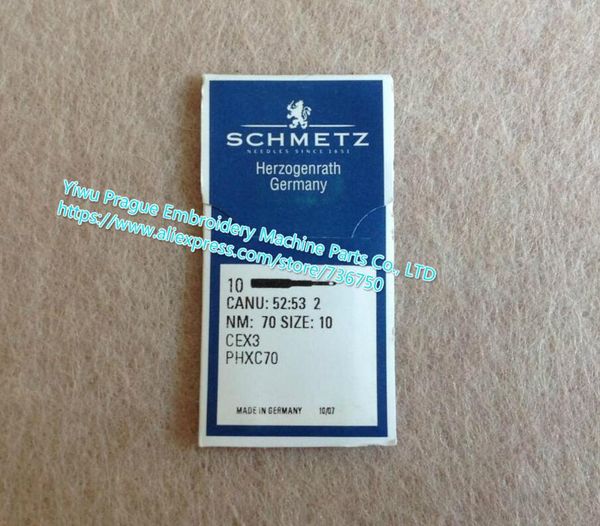 SCHMETZ
NEEDLES SINCE 1851
Herzogenrath
Germany
Yiwu Prague Embroidery Machine Parts Co., LTD
https://www.aliexpress.com/store/736750
10
CANU: 52:53 2
NM: 70 SIZE: 10
CEX3
PHXC70
MADE IN GERMANY 10/07